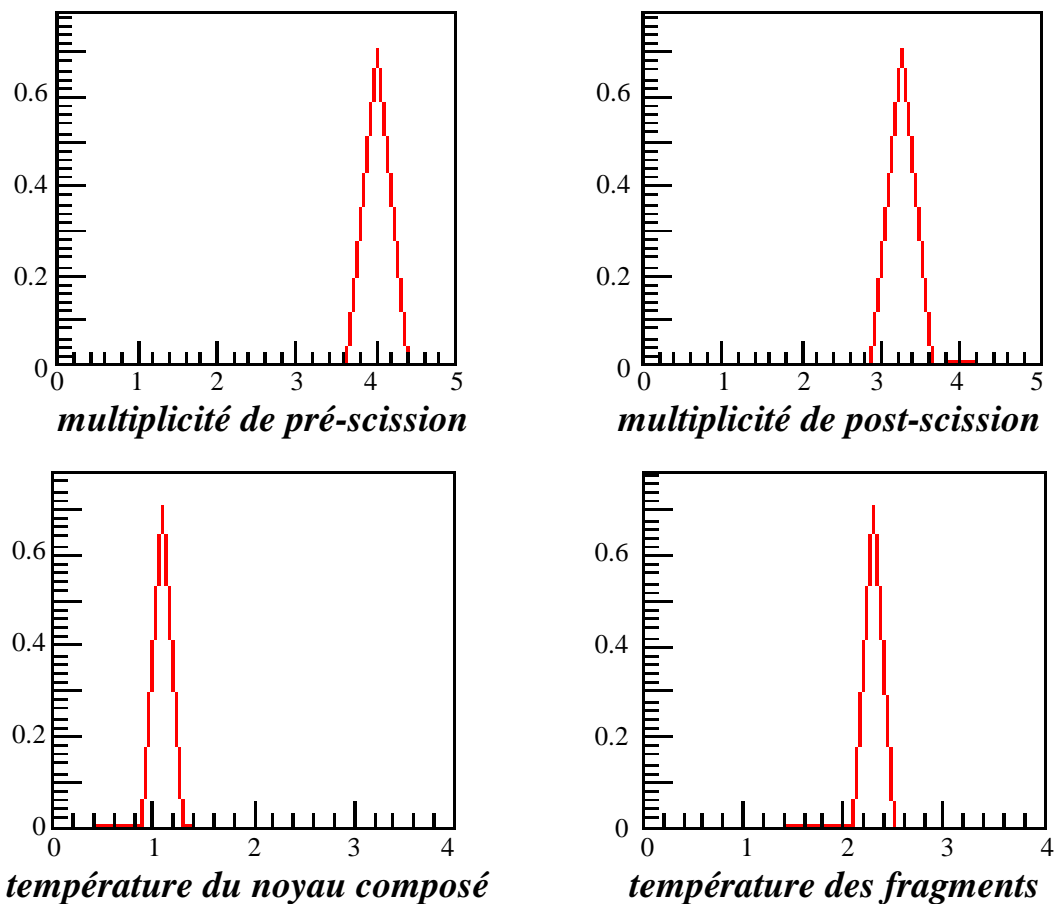 0.6
0.4
0.2
0
0 1 2 3 4 5
multiplicité de pré-scission
0.6
0.4
0.2
0
0 1 2 3 4 5
multiplicité de post-scission
0.6
0.4
0.2
0
0 1 2 3 4
température du noyau composé
0.6
0.4
0.2
0
0 1 2 3 4
température des fragments